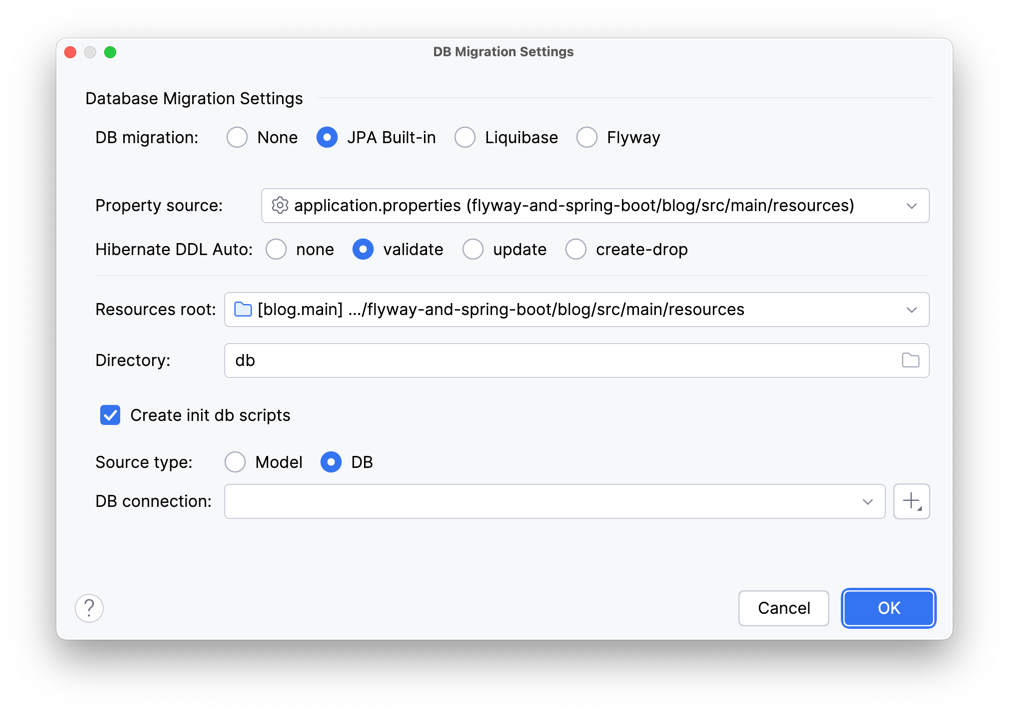 DB Migration Settings
Database Migration Settings
DB migration: None JPA Built-in Liquibase Flyway
Property source: application.properties (flyway-and-spring-boot/blog/src/main/resources)
Hibernate DDL Auto: none validate update create-drop
Resources root: [blog.main] .../flyway-and-spring-boot/blog/src/main/resources
Directory: db
Create init db scripts
Source type: Model DB
DB connection:
? Cancel OK